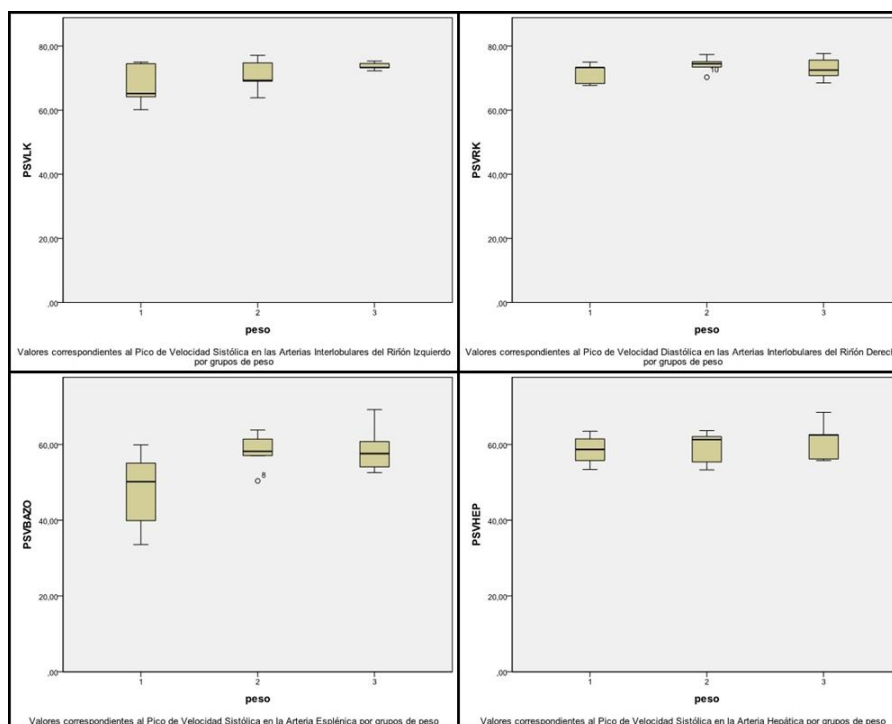 80,00
60,00
40,00
20,00
,00
PSVLK
1 2 3
peso
Valores correspondientes al Pico de Velocidad Sistólica en las Arterias Interlobulares del Riñón Izquierdo
por grupos de peso
80,00
60,00
40,00
20,00
,00
PSVRK
10
1 2 3
peso
Valores correspondientes al Pico de Velocidad Diastólica en las Arterias Interlobulares del Riñón Derech
por grupos de peso
60,00
40,00
20,00
,00
PSVBAZO
8
1 2 3
peso
Valores correspondientes al Pico de Velocidad Sistólica en la Arteria Esplénica por grupos de peso
60,00
40,00
20,00
,00
PSVHEP
1 2 3
peso
Valores correspondientes al Pico de Velocidad Sistólica en la Arteria Hepática por grupos de peso